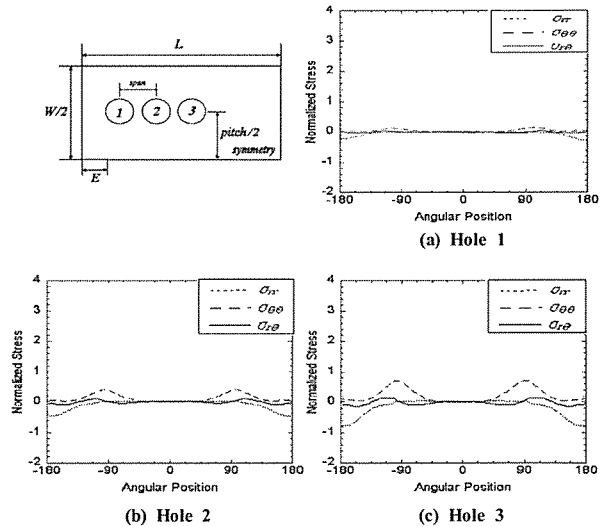 L
span
W/2
1
2
3
pitch/2
symmetry
E
Normalized Stress
4
3
2
1
0
-1
-2
σrr
σθθ
σrθ
-180
-90
0
90
180
Angular Position
(a) Hole 1
Normalized Stress
4
3
2
1
0
-1
-2
σrr
σθθ
σrθ
-180
-90
0
90
180
Angular Position
(b) Hole 2
Normalized Stress
4
3
2
1
0
-1
-2
σrr
σθθ
σrθ
-180
-90
0
90
180
Angular Position
(c) Hole 3